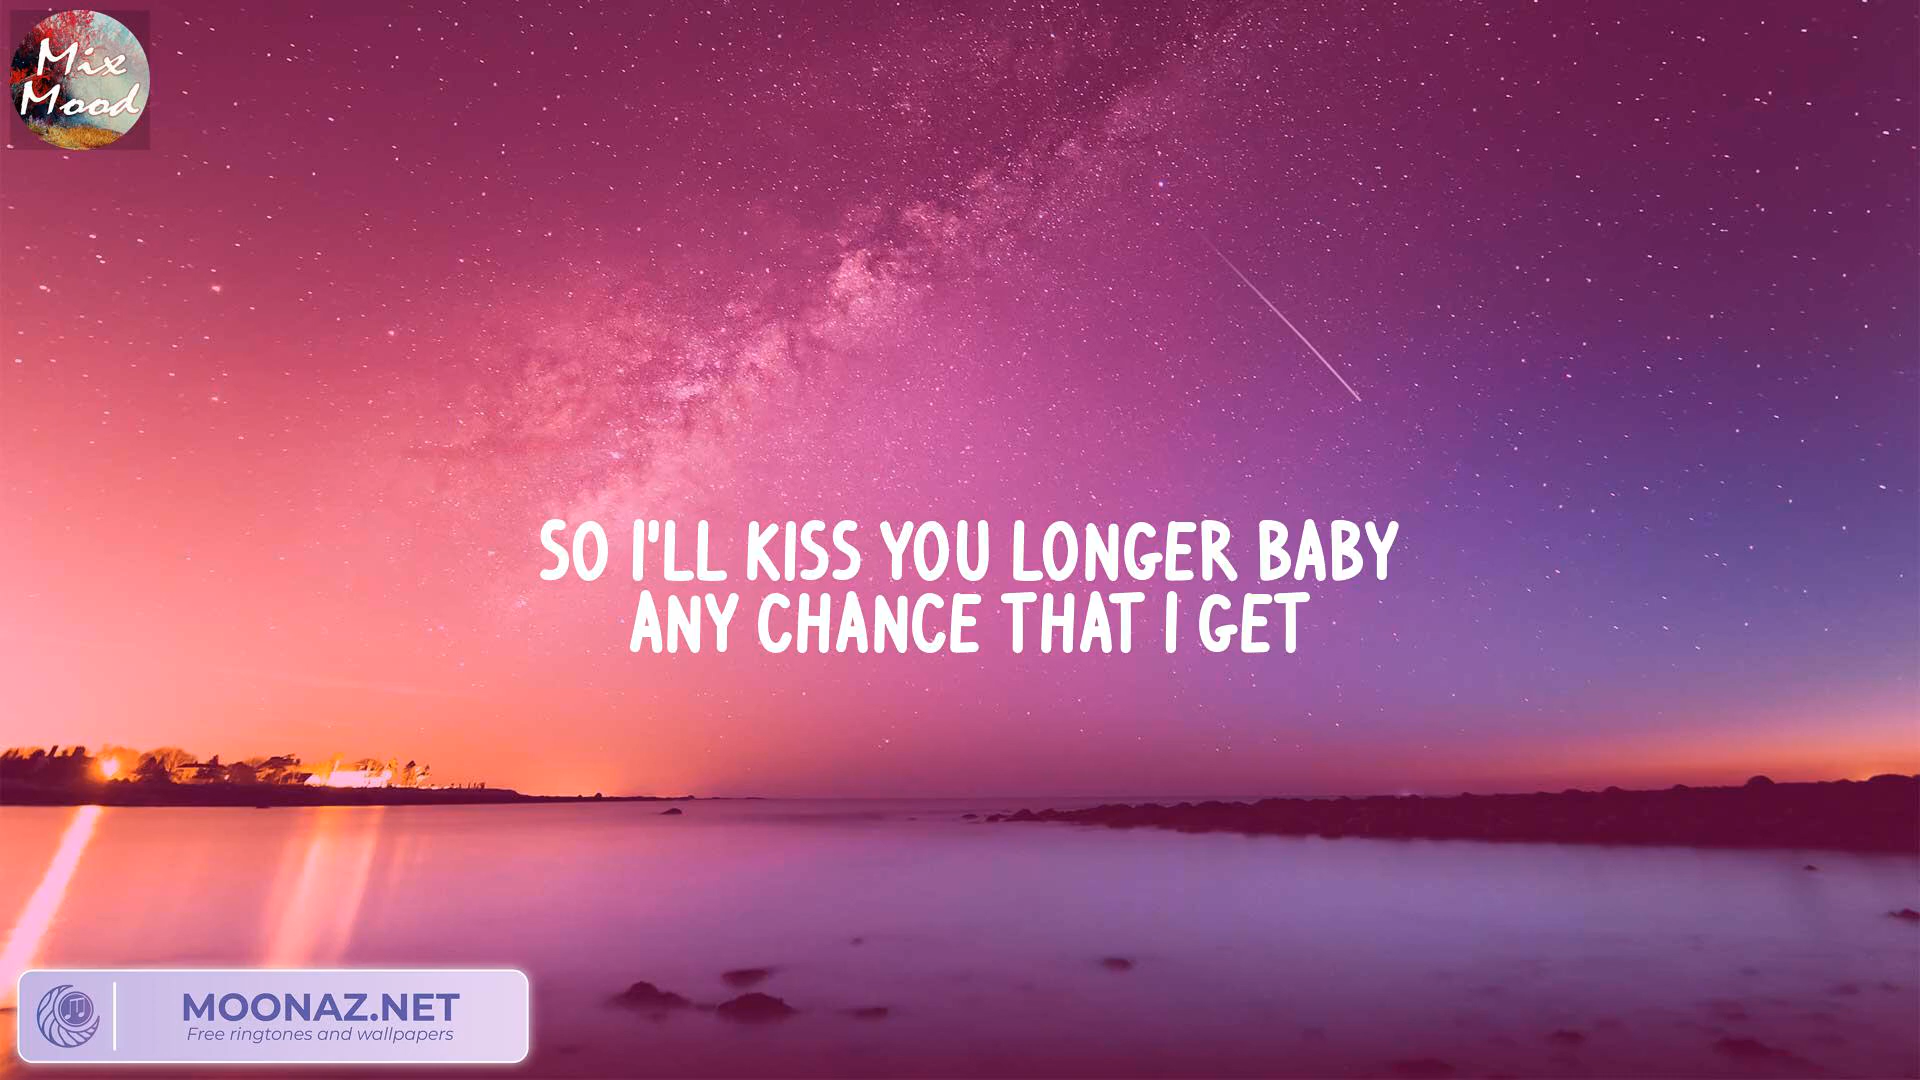 Mix
Mood
SO I'LL KISS YOU LONGER BABY
ANY CHANCE THAT I GET
MOONAZ.NET
Free ringtones and wallpapers